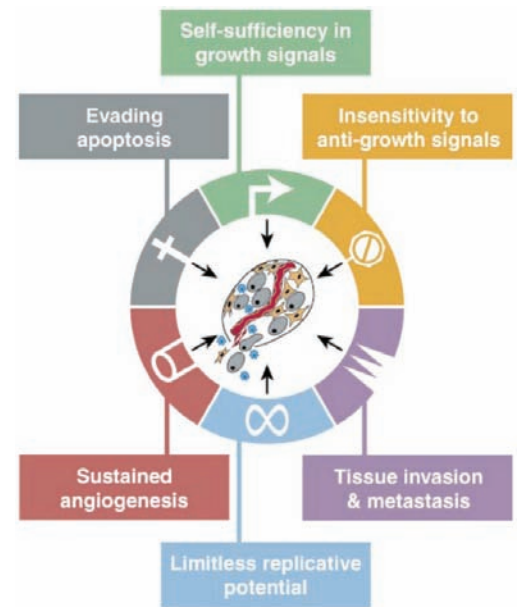 Self-sufficiency in
growth signals
Evading
apoptosis
Insensitivity to
anti-growth signals
Sustained
angiogenesis
Tissue invasion
& metastasis
Limitless replicative
potential